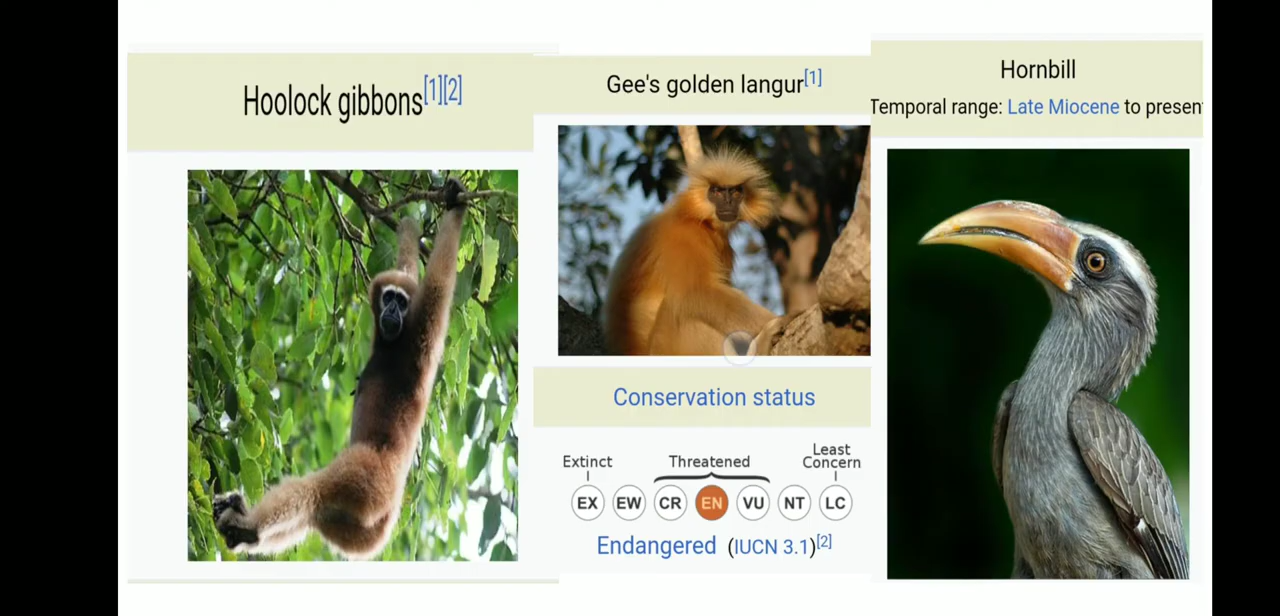 Hoolock gibbons[1][2]
Gee's golden langur[1]
Conservation status
Extinct
Threatened
Least
Concern
EX EW CR EN VU NT LC
Endangered (IUCN 3.1)[2]
Hornbill
Temporal range: Late Miocene to presen